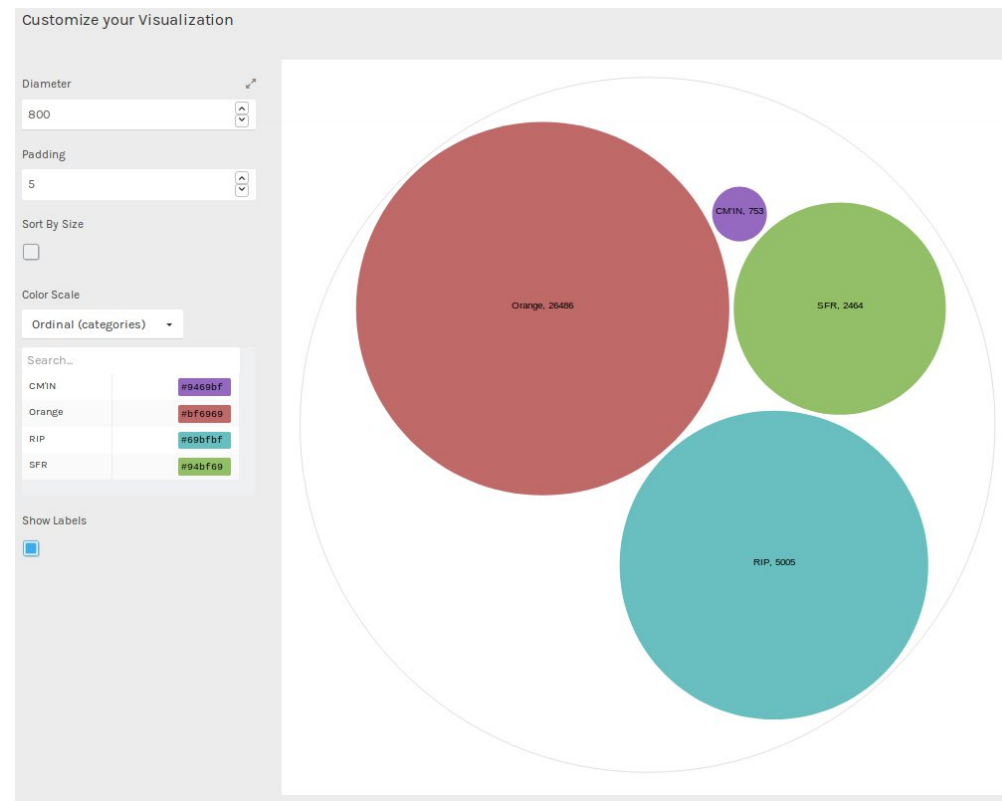 Customize your Visualization
Diameter
800
Padding
5
Sort By Size
Color Scale
Ordinal (categories)
Search...
CM'IN #9469bf
Orange #bf6969
RIP #69bfbf
SFR #94bf69
Show Labels
CM'IN, 753
Orange, 26486
SFR, 2464
RIP, 5005